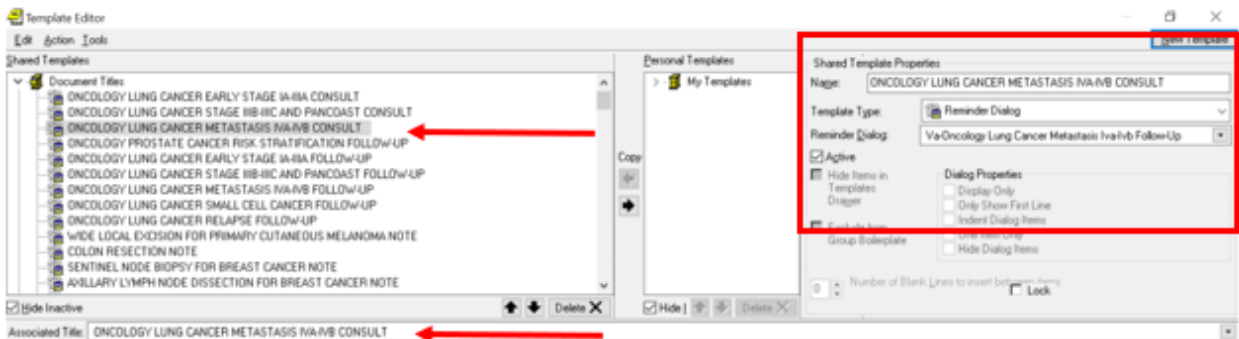 Template Editor
Edit Action Tools
New Template
Shared Templates
Document Titles
ONCOLOGY LUNG CANCER EARLY STAGE IA-IIIA CONSULT
ONCOLOGY LUNG CANCER STAGE IIIB-IIIC AND PANCOAST CONSULT
ONCOLOGY LUNG CANCER METASTASIS IVA-IVB CONSULT
ONCOLOGY PROSTATE CANCER RISK STRATIFICATION FOLLOW-UP
ONCOLOGY LUNG CANCER EARLY STAGE IA-IIIA FOLLOW-UP
ONCOLOGY LUNG CANCER STAGE IIIB-IIIC AND PANCOAST FOLLOW-UP
ONCOLOGY LUNG CANCER METASTASIS IVA-IVB FOLLOW-UP
ONCOLOGY LUNG CANCER SMALL CELL CANCER FOLLOW-UP
ONCOLOGY LUNG CANCER RELAPSE FOLLOW-UP
WIDE LOCAL EXCISION FOR PRIMARY CUTANEOUS MELANOMA NOTE
COLON RESECTION NOTE
SENTINEL NODE BIOPSY FOR BREAST CANCER NOTE
AXILLARY LYMPH NODE DISSECTION FOR BREAST CANCER NOTE
Hide Inactive
Delete
Copy
Personal Templates
My Templates
Hide
Delete
Shared Template Properties
Name: ONCOLOGY LUNG CANCER METASTASIS IVA-IVB CONSULT
Template Type: Reminder Dialog
Reminder Dialog: Va-Oncology Lung Cancer Metastasis Iva-Ivb Follow-Up
Active
Hide Items in
Templates
Drawer
Exclude from
Group Boilerplate
Dialog Properties
Display Only
Only Show First Line
Indent Dialog Items
One Item Only
Hide Dialog Items
0 Number of Blank Lines to insert between items
Lock
Associated Title: ONCOLOGY LUNG CANCER METASTASIS IVA-IVB CONSULT